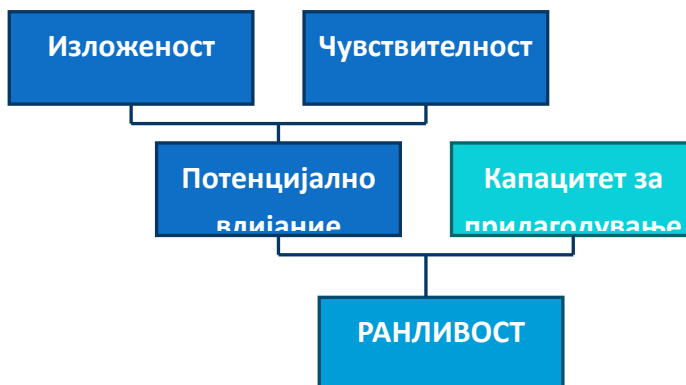 Изложеност
Чувствителност
Потенцијално
влијание
Капацитет за
прилагодување
РАНЛИВОСТ